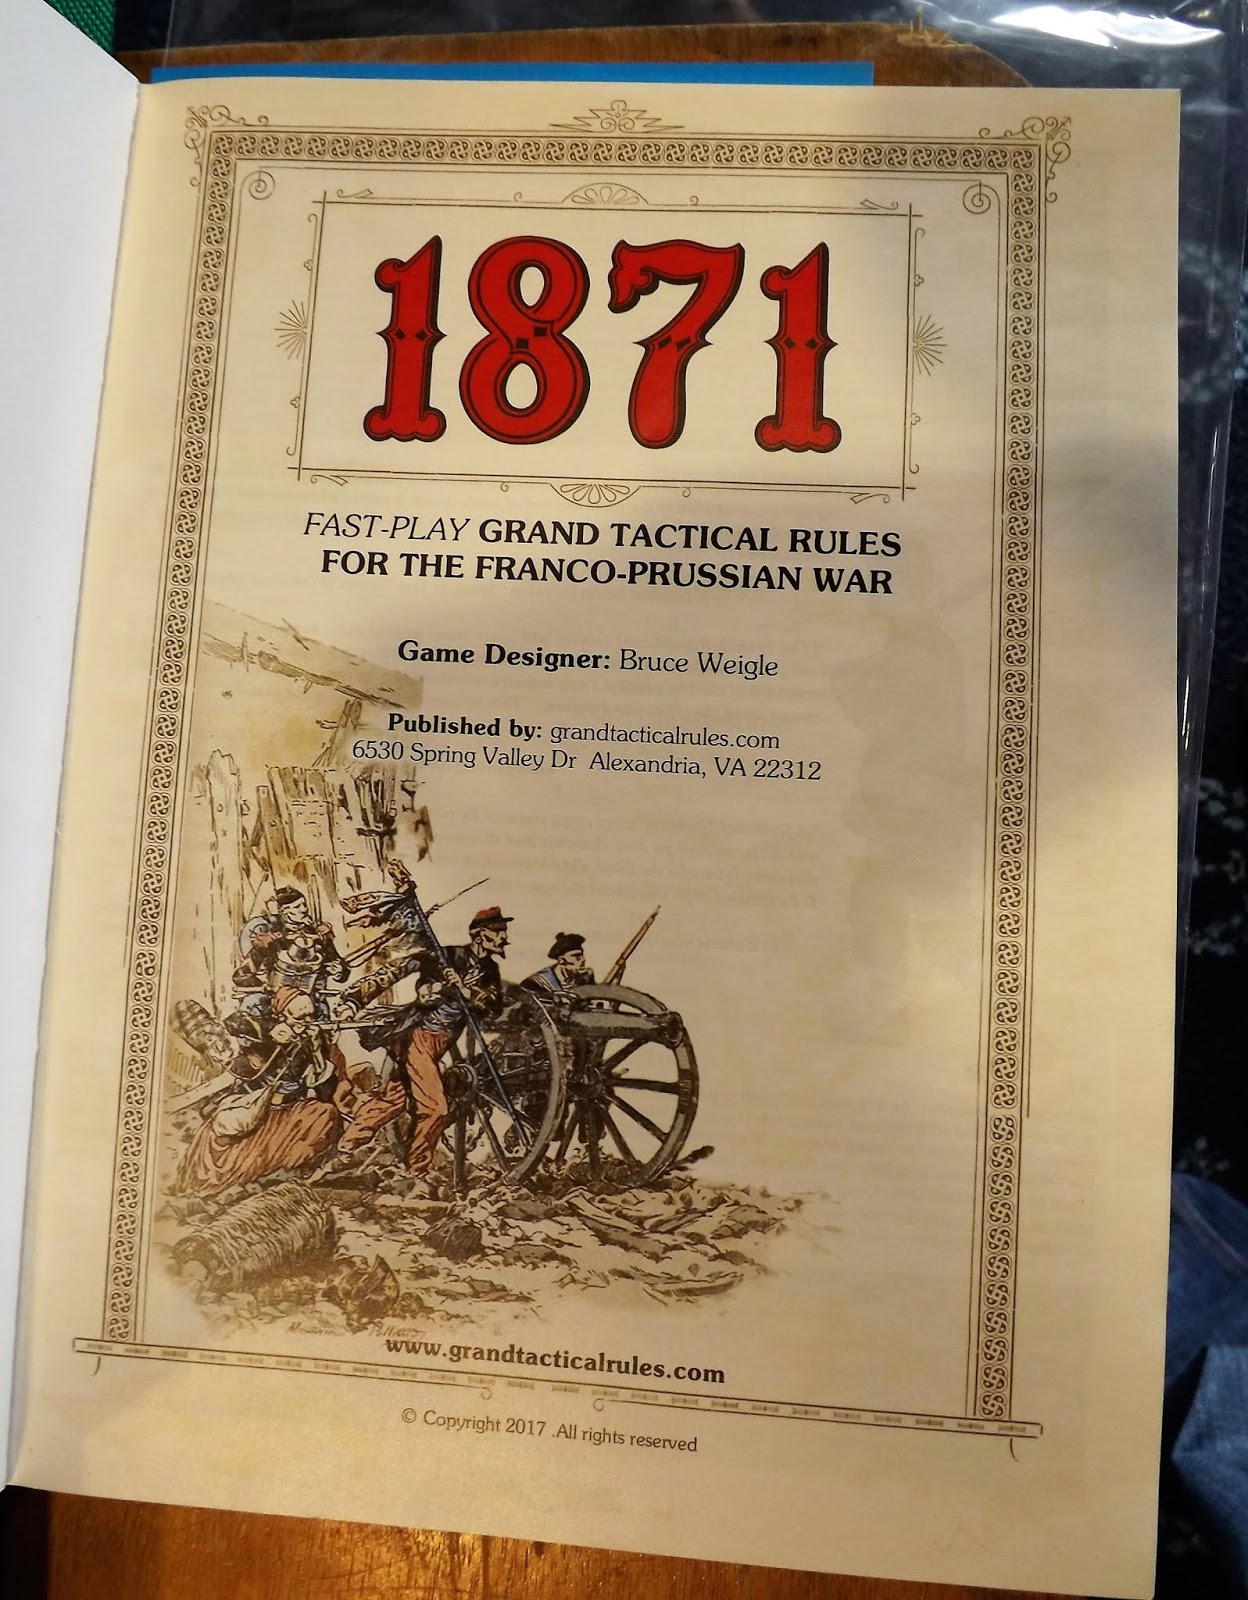 1871
FAST-PLAY GRAND TACTICAL RULES
FOR THE FRANCO-PRUSSIAN WAR
Game Designer: Bruce Weigle
Published by: grandtacticalrules.com
6530 Spring Valley Dr Alexandria, VA 22312
www.grandtacticalrules.com
© Copyright 2017 .All rights reserved